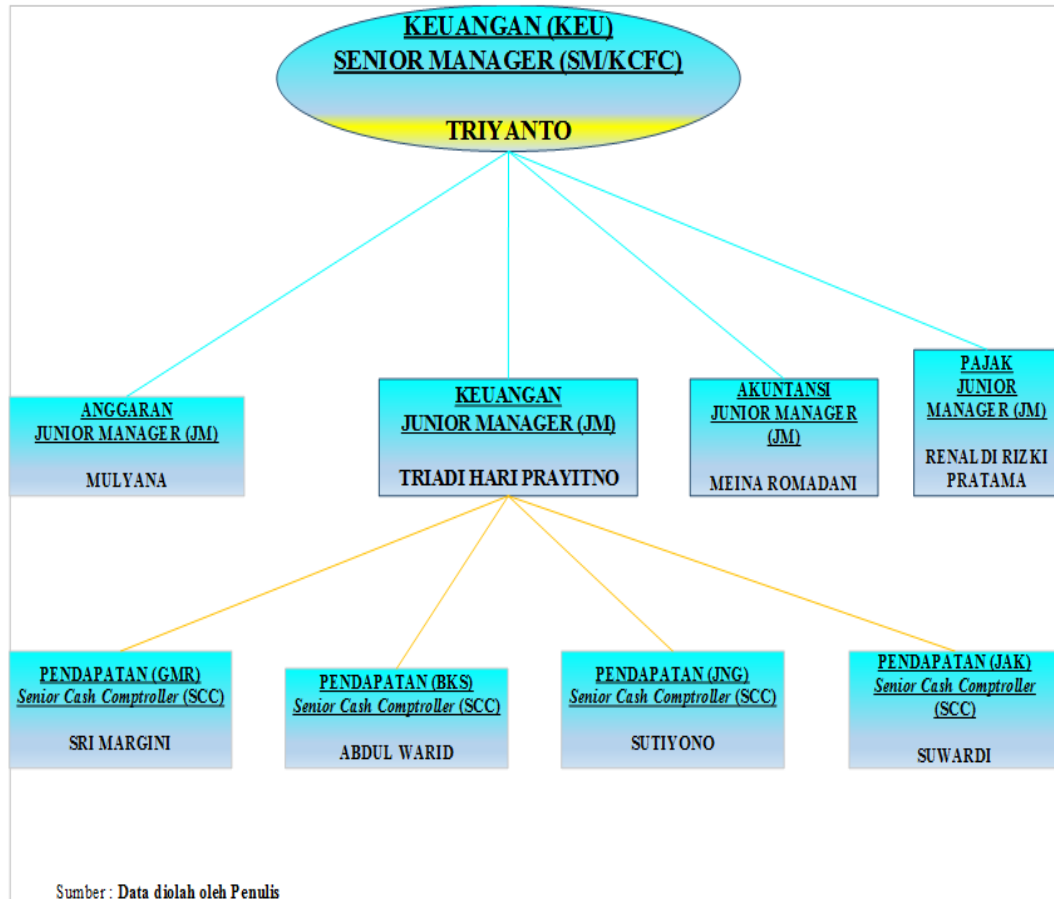 KEUANGAN (KEU)
SENIOR MANAGER (SM/KCFC)
TRIYANTO
ANGGARAN
JUNIOR MANAGER (JM)
MULYANA
KEUANGAN
JUNIOR MANAGER (JM)
TRIADI HARI PRAYITNO
AKUNTANSI
JUNIOR MANAGER
(JM)
MEINA ROMADANI
PAJAK
JUNIOR
MANAGER (JM)
RENALDI RIZKI
PRATAMA
PENDAPATAN (GMR)
Senior Cash Comptroller (SCC)
SRI MARGINI
PENDAPATAN (BKS)
Senior Cash Comptroller (SCC)
ABDUL WARID
PENDAPATAN (JNG)
Senior Cash Comptroller (SCC)
SUTIYONO
PENDAPATAN (JAK)
Senior Cash Comptroller
(SCC)
SUWARDI
Sumber : Data diolah oleh Penulis